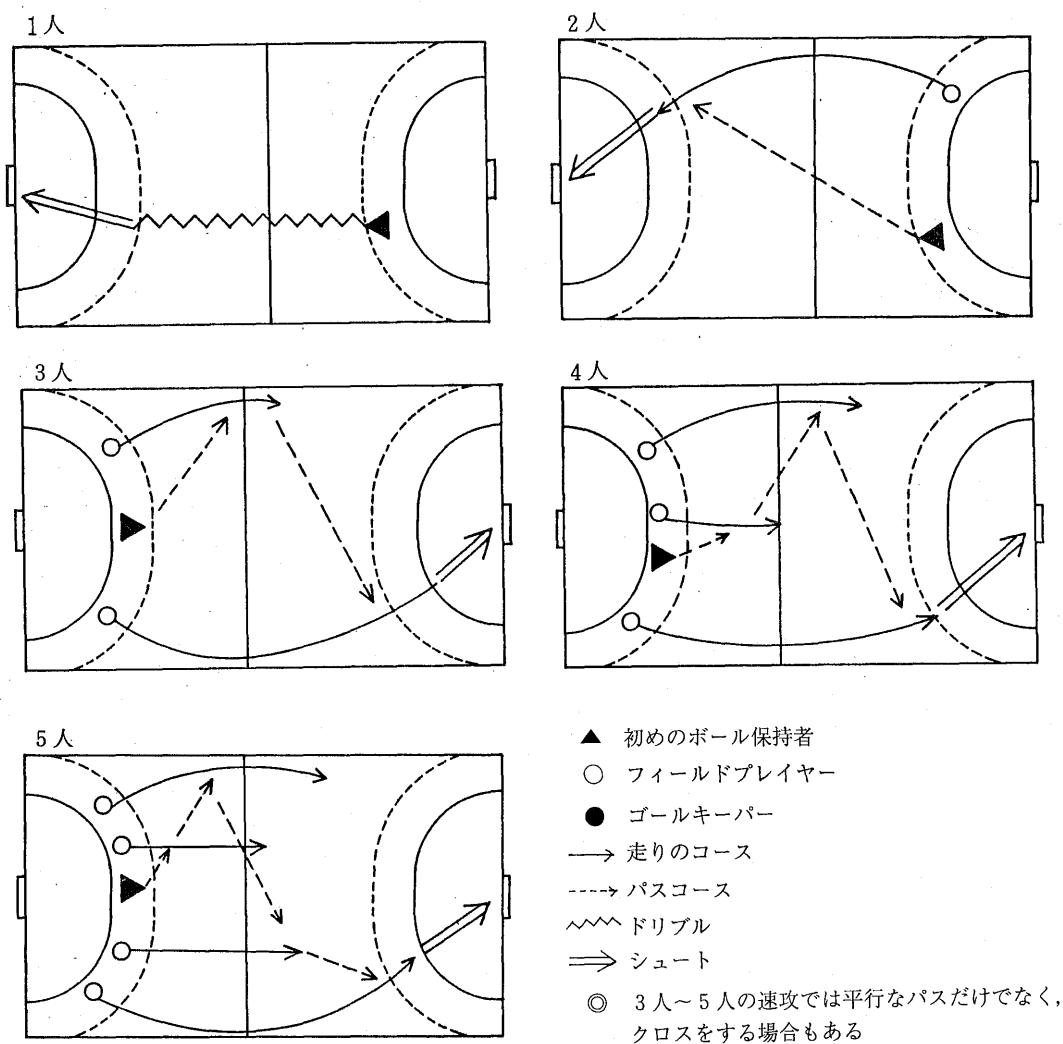 1人
2人
3人
4人
5人
▲ 初めのボール保持者
○ フィールドプレイヤー
● ゴールキーパー
→ 走りのコース
----→ パスコース
ドリブル
⇒ シュート
◎ 3人〜5人の速攻では平行なパスだけでなく,
クロスをする場合もある